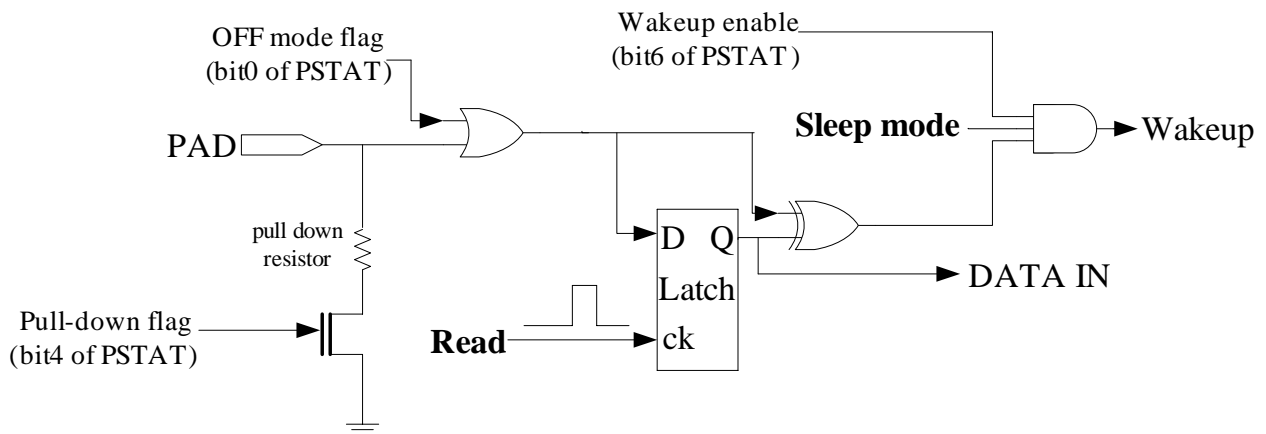 OFF mode flag
(bit0 of PSTAT)
Wakeup enable
(bit6 of PSTAT)
Sleep mode
Wakeup
PAD
pull down
resistor
D Q
Latch
ck
DATA IN
Pull-down flag
(bit4 of PSTAT)
Read